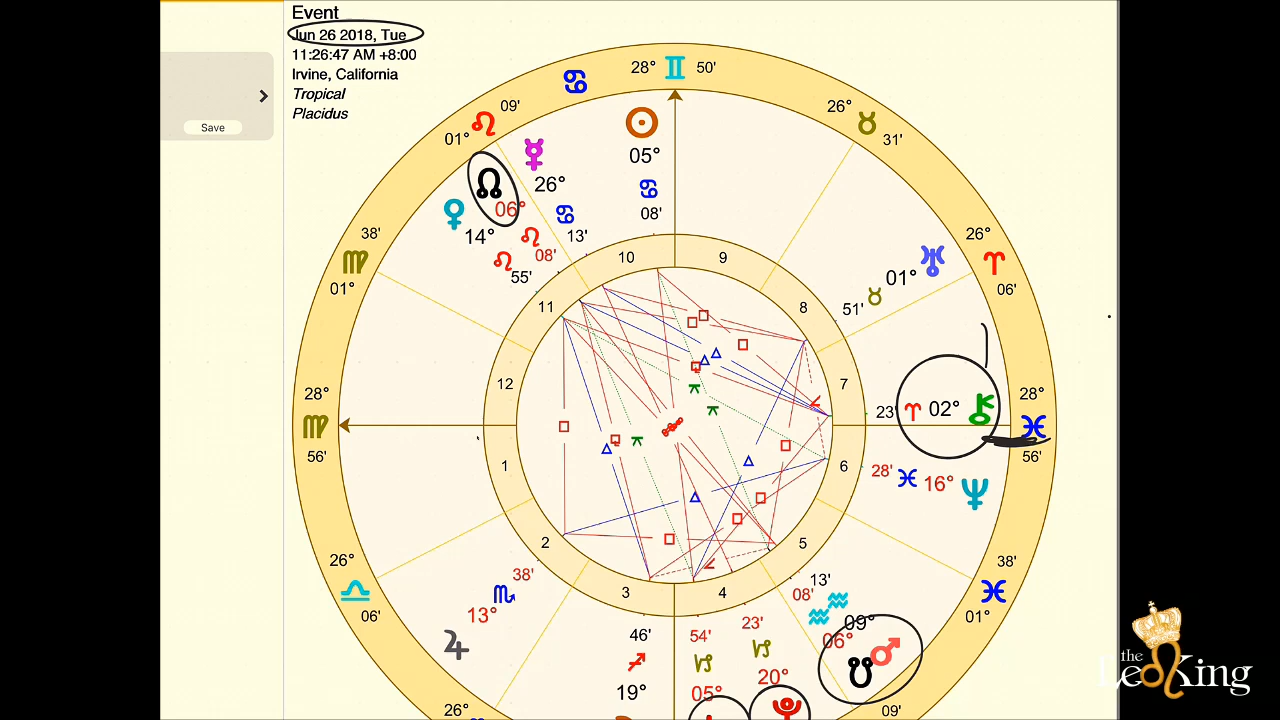 Event
Jun 26 2018, Tue
11:26:47 AM +8:00
Irvine, California
Tropical
Placidus
Save
28° ♊ 50'
♋
26° ♉ 31'
01° ♌ 09'
☿ 26° ♋ 13'
☉ 05° ♋ 08'
☊ 06° ♌ 08'
♀ 14° ♌ 55'
38' ♍ 01°
26° ♈ 06'
♅ 01° ♉ 51'
10
9
11
8
12
7
1
6
2
5
3
4
28° ♍ 56'
23' ♈ 02° ⚷
28° ♓ 56'
28' ♓ 16° ♆
26° ♎ 06'
38' ♓ 01°
♃ 13° ♏ 38'
46' ♐ 19°
54' ♑ 05°
23' ♑ 20° ♇
08' ♒ 06° ☋
13' ♒ 09° ♂
26°
09'
the
Leo King